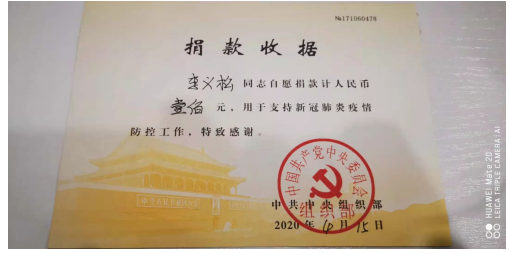 №171060478
捐款收据
李义松 同志自愿捐款计人民币
壹佰 元，用于支持新冠肺炎疫情
防控工作，特致感谢。
中国共产党中央委员会
组织部
中共中央组织部
2020年 4月 15日
HUAWEI Mate 20
LEICA TRIPLE CAMERA | AI